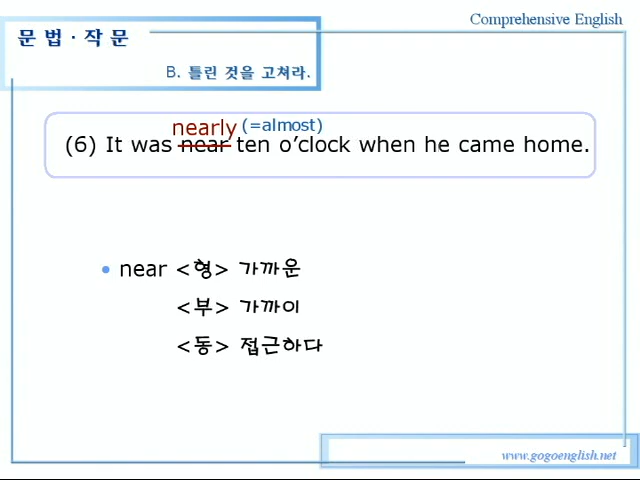 Comprehensive English
문 법 · 작 문
B. 틀린 것을 고쳐라.
nearly (=almost)
(6) It was near ten o’clock when he came home.
• near <형> 가까운
<부> 가까이
<동> 접근하다
www.gogoenglish.net